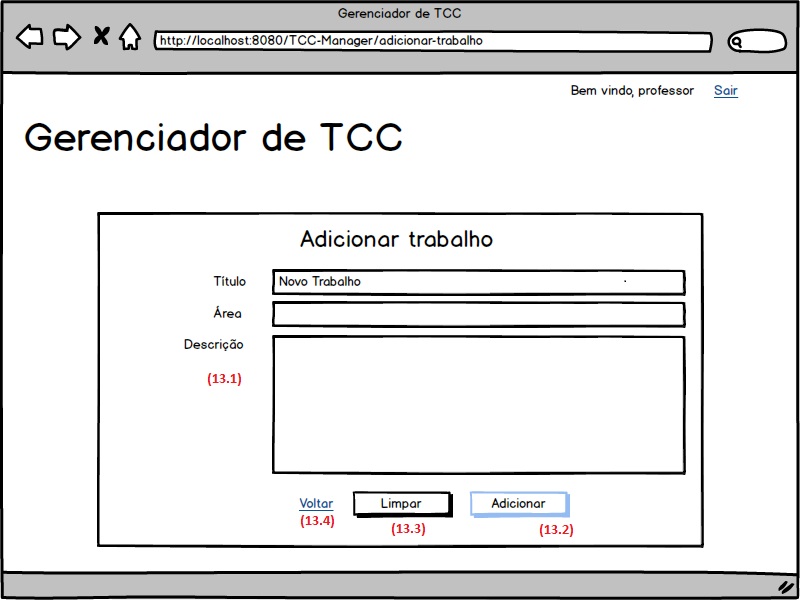 Gerenciador de TCC
http://localhost:8080/TCC-Manager/adicionar-trabalho
Bem vindo, professor Sair
Gerenciador de TCC
Adicionar trabalho
Título Novo Trabalho
Área
Descrição
(13.1)
Voltar Limpar Adicionar
(13.4) (13.3) (13.2)